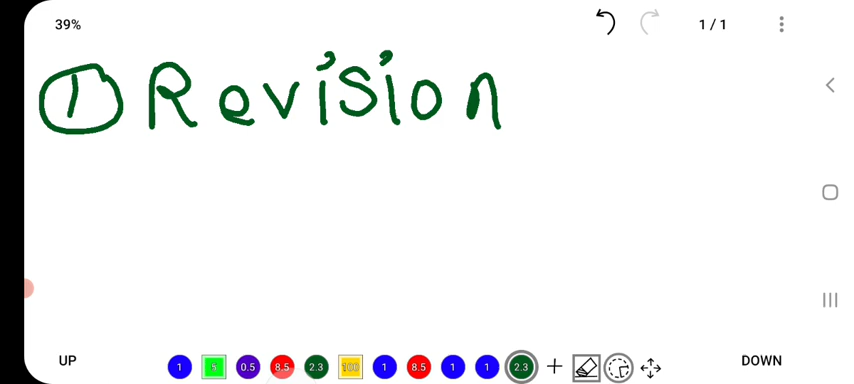 39%
1 / 1
① Revision
UP
1 5 0.5 8.5 2.3 100 1 8.5 1 1 2.3
DOWN